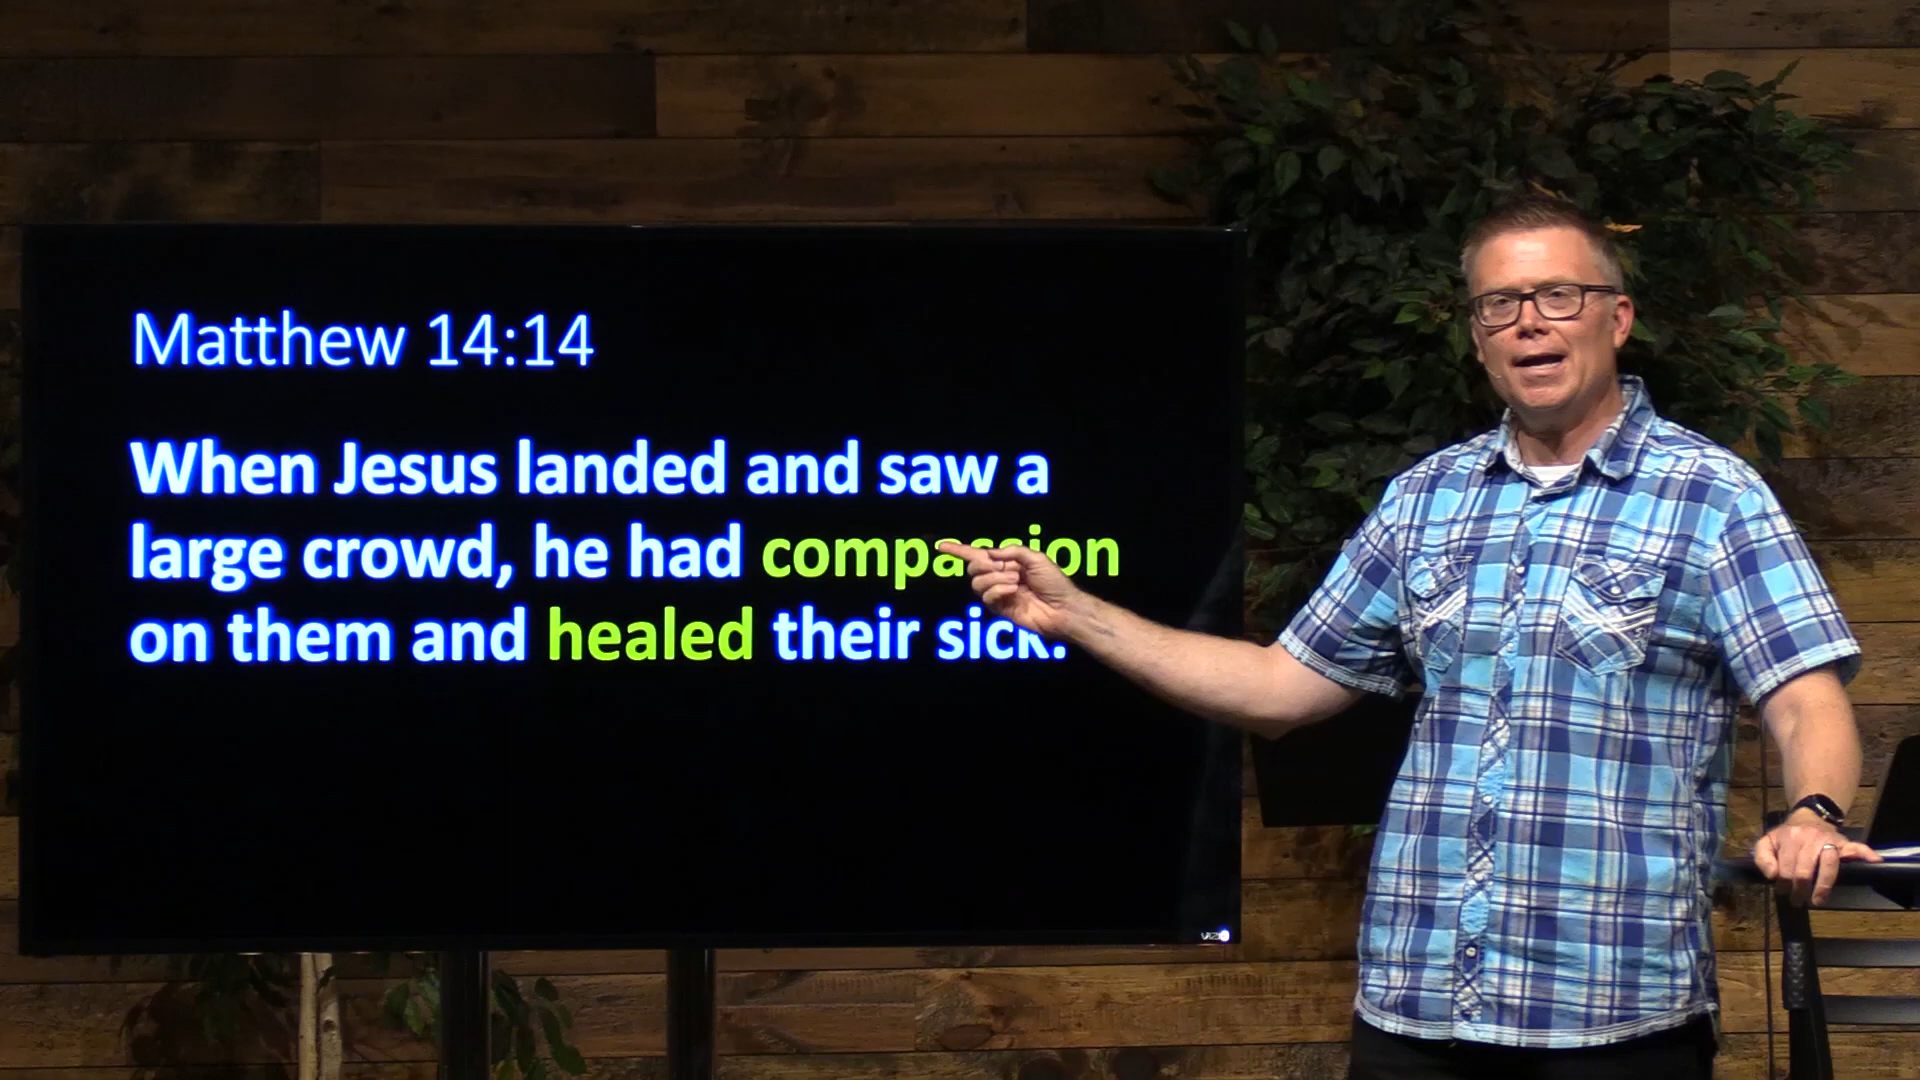 Matthew 14:14
When Jesus landed and saw a
large crowd, he had compassion
on them and healed their sick.
VIZIO